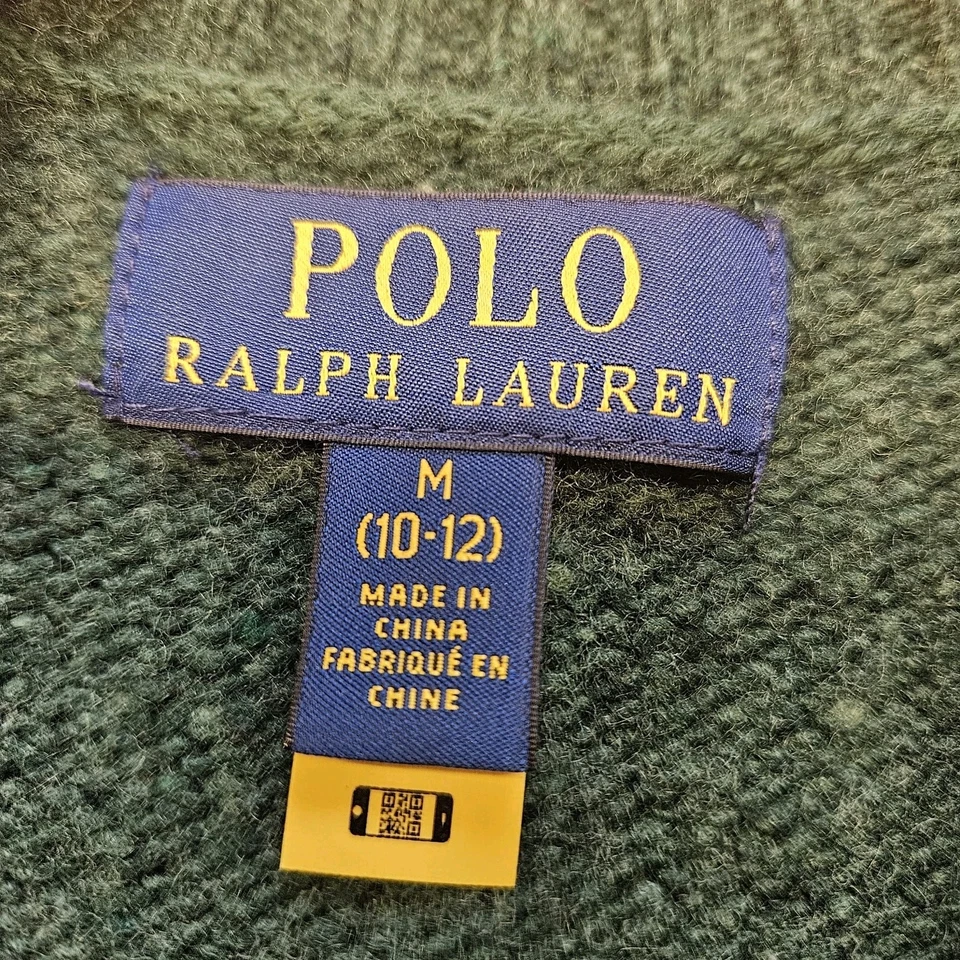 POLO
RALPH LAUREN
M
(10-12)
MADE IN
CHINA
FABRIQUÉ EN
CHINE